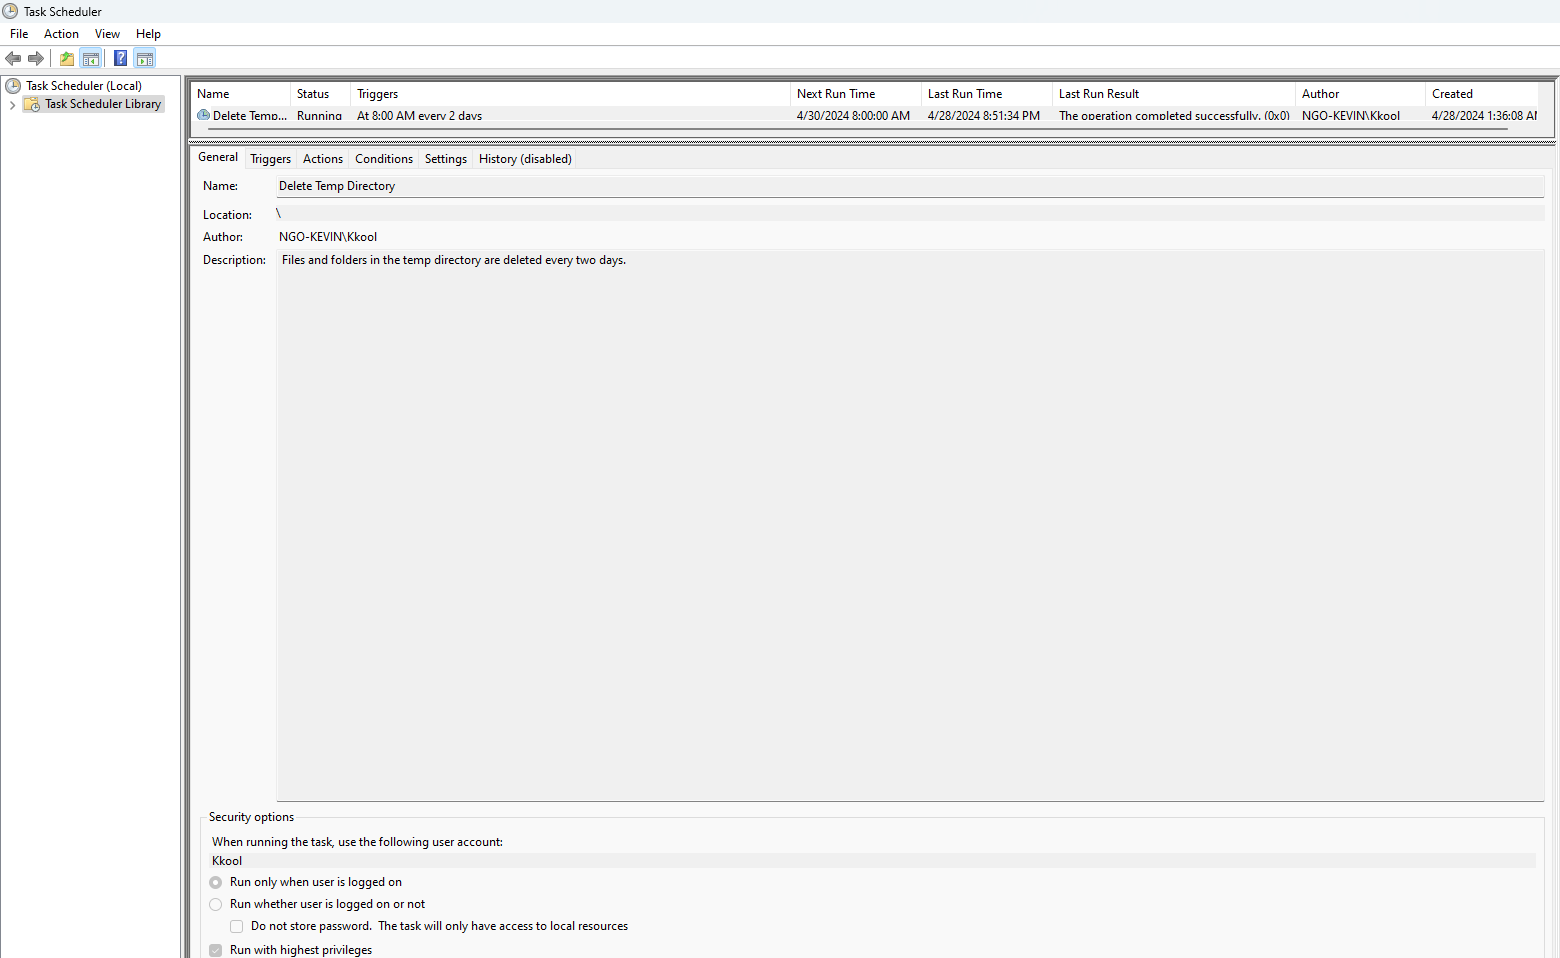 Task Scheduler
File Action View Help
Task Scheduler (Local)
Task Scheduler Library
Name Status Triggers Next Run Time Last Run Time Last Run Result Author Created
Delete Temp... Running At 8:00 AM every 2 days 4/30/2024 8:00:00 AM 4/28/2024 8:51:34 PM The operation completed successfully. (0x0) NGO-KEVIN\Kkool 4/28/2024 1:36:08 AM
General Triggers Actions Conditions Settings History (disabled)
Name: Delete Temp Directory
Location: \
Author: NGO-KEVIN\Kkool
Description: Files and folders in the temp directory are deleted every two days.
Security options
When running the task, use the following user account:
Kkool
Run only when user is logged on
Run whether user is logged on or not
Do not store password. The task will only have access to local resources
Run with highest privileges